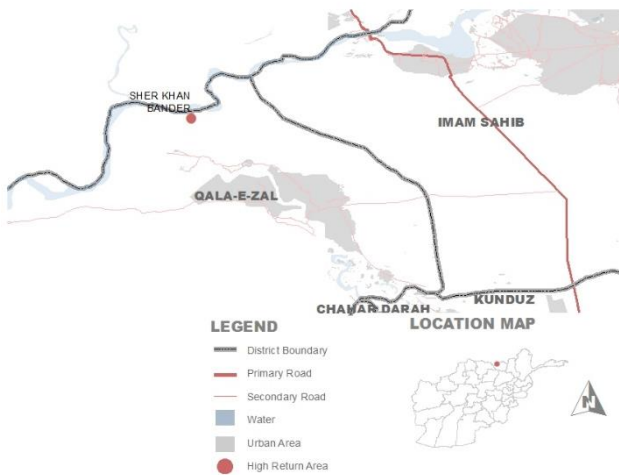 SHER KHAN
BANDER
IMAM SAHIB
QALA-E-ZAL
KUNDUZ
CHAHAR DARAH
LEGEND
District Boundary
Primary Road
Secondary Road
Water
Urban Area
High Return Area
LOCATION MAP
N